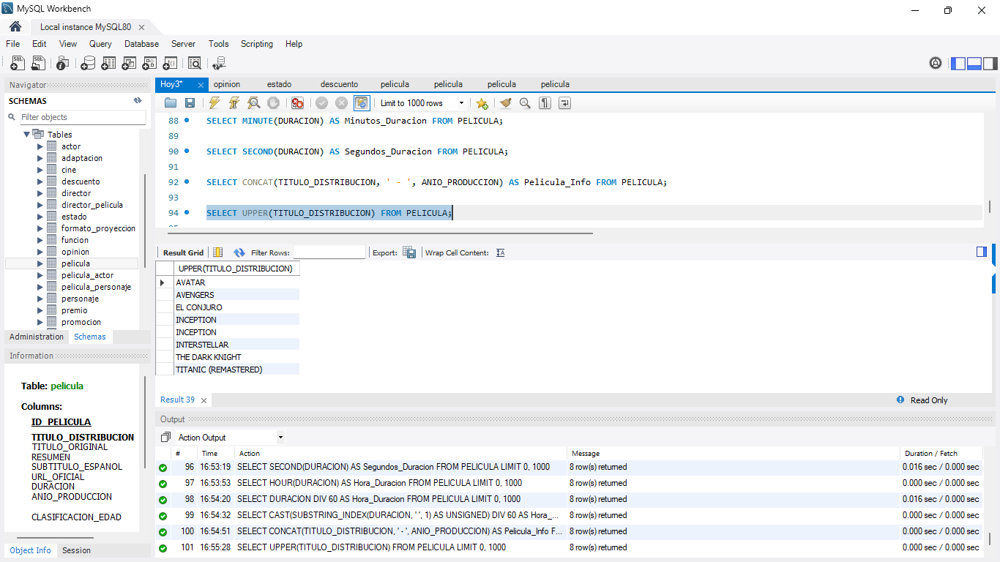 MySQL Workbench
Local instance MySQL80
File Edit View Query Database Server Tools Scripting Help
Navigator
SCHEMAS
Filter objects
Tables
actor
adaptacion
cine
descuento
director
director_pelicula
estado
formato_proyeccion
funcion
opinion
pelicula
pelicula_actor
pelicula_personaje
personaje
premio
promocion
Administration Schemas
Information
Table: pelicula
Columns:
ID_PELICULA
TITULO_DISTRIBUCION
TITULO_ORIGINAL
RESUMEN
SUBTITULO_ESPANOL
URL_OFICIAL
DURACION
ANIO_PRODUCCION
CLASIFICACION_EDAD
Object Info Session
Hoy3* opinion estado descuento pelicula pelicula pelicula pelicula
Limit to 1000 rows
88 SELECT MINUTE(DURACION) AS Minutos_Duracion FROM PELICULA;
89
90 SELECT SECOND(DURACION) AS Segundos_Duracion FROM PELICULA;
91
92 SELECT CONCAT(TITULO_DISTRIBUCION, ' - ', ANIO_PRODUCCION) AS Pelicula_Info FROM PELICULA;
93
94 SELECT UPPER(TITULO_DISTRIBUCION) FROM PELICULA;
Result Grid Filter Rows: Export: Wrap Cell Content:
UPPER(TITULO_DISTRIBUCION)
AVATAR
AVENGERS
EL CONJURO
INCEPTION
INCEPTION
INTERSTELLAR
THE DARK KNIGHT
TITANIC (REMASTERED)
Result 39 Read Only
Output
Action Output
# Time Action Message Duration / Fetch
96 16:53:19 SELECT SECOND(DURACION) AS Segundos_Duracion FROM PELICULA LIMIT 0, 1000 8 row(s) returned 0.016 sec / 0.000 sec
97 16:53:53 SELECT HOUR(DURACION) AS Hora_Duracion FROM PELICULA LIMIT 0, 1000 8 row(s) returned 0.000 sec / 0.000 sec
98 16:54:20 SELECT DURACION DIV 60 AS Hora_Duracion FROM PELICULA LIMIT 0, 1000 8 row(s) returned 0.016 sec / 0.000 sec
99 16:54:32 SELECT CAST(SUBSTRING_INDEX(DURACION, ' ', 1) AS UNSIGNED) DIV 60 AS Hora_... 8 row(s) returned 0.000 sec / 0.000 sec
100 16:54:51 SELECT CONCAT(TITULO_DISTRIBUCION, ' - ', ANIO_PRODUCCION) AS Pelicula_Info F... 8 row(s) returned 0.000 sec / 0.000 sec
101 16:55:28 SELECT UPPER(TITULO_DISTRIBUCION) FROM PELICULA LIMIT 0, 1000 8 row(s) returned 0.000 sec / 0.000 sec